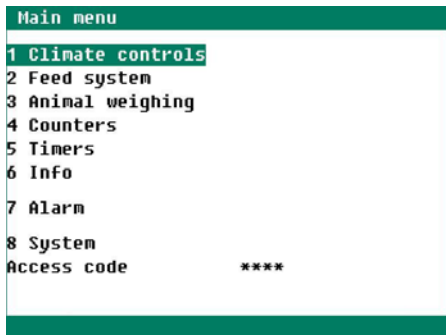 Main menu
1 Climate controls
2 Feed system
3 Animal weighing
4 Counters
5 Timers
6 Info
7 Alarm
8 System
Access code ****